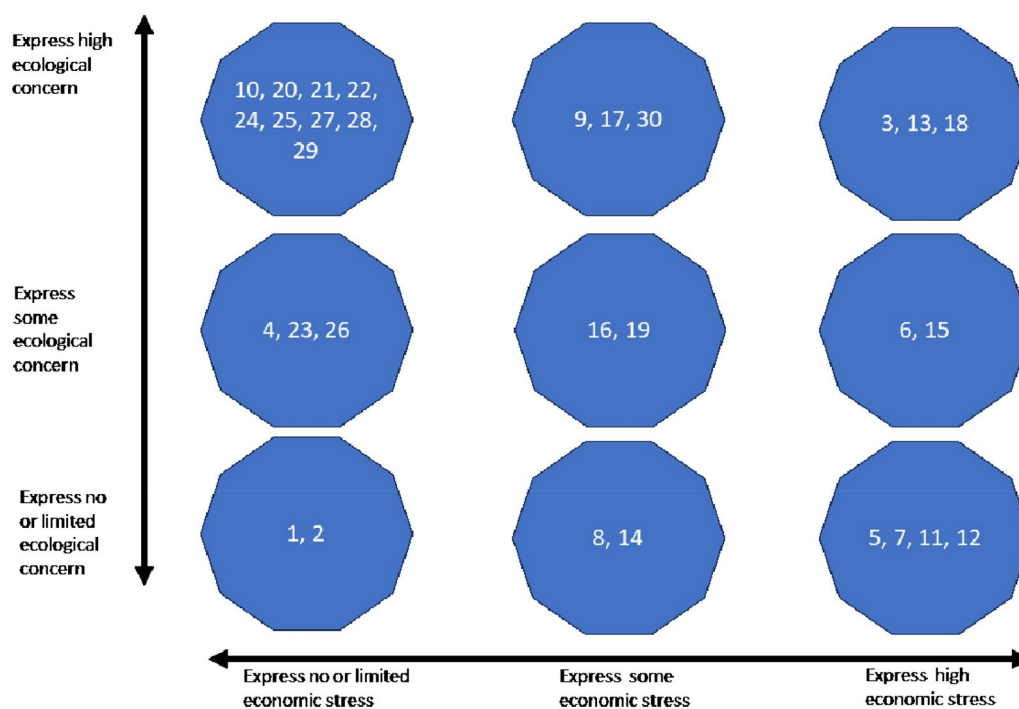 Express high
ecological
concern
10, 20, 21, 22,
24, 25, 27, 28,
29
9, 17, 30
3, 13, 18
Express
some
ecological
concern
4, 23, 26
16, 19
6, 15
Express no
or limited
ecological
concern
1, 2
8, 14
5, 7, 11, 12
Express no or limited
economic stress
Express some
economic stress
Express high
economic stress